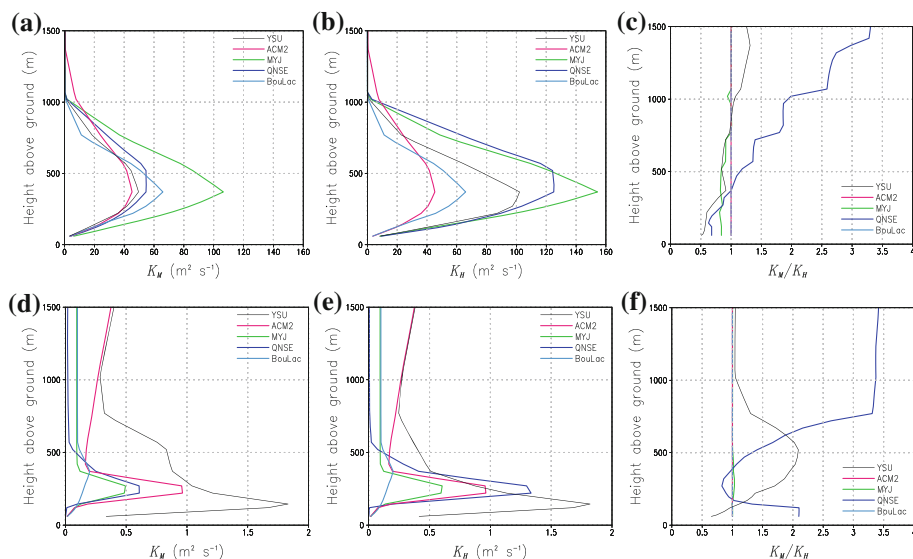 (a)
1500
1000
500
0
Height above ground (m)
YSU
ACM2
MYJ
QNSE
BouLac
0 20 40 60 80 100 120 140 160
K_M (m² s⁻¹)
(b)
1500
1000
500
0
Height above ground (m)
YSU
ACM2
MYJ
QNSE
BouLac
0 20 40 60 80 100 120 140 160
K_H (m² s⁻¹)
(c)
1500
1000
500
0
Height above ground (m)
YSU
ACM2
MYJ
QNSE
BouLac
0 0.5 1 1.5 2 2.5 3 3.5 4
K_M/K_H
(d)
1500
1000
500
0
Height above ground (m)
YSU
ACM2
MYJ
QNSE
BouLac
0 0.5 1 1.5 2
K_M (m² s⁻¹)
(e)
1500
1000
500
0
Height above ground (m)
YSU
ACM2
MYJ
QNSE
BouLac
0 0.5 1 1.5 2
K_H (m² s⁻¹)
(f)
1500
1000
500
0
Height above ground (m)
YSU
ACM2
MYJ
QNSE
BouLac
0 0.5 1 1.5 2 2.5 3 3.5 4
K_M/K_H